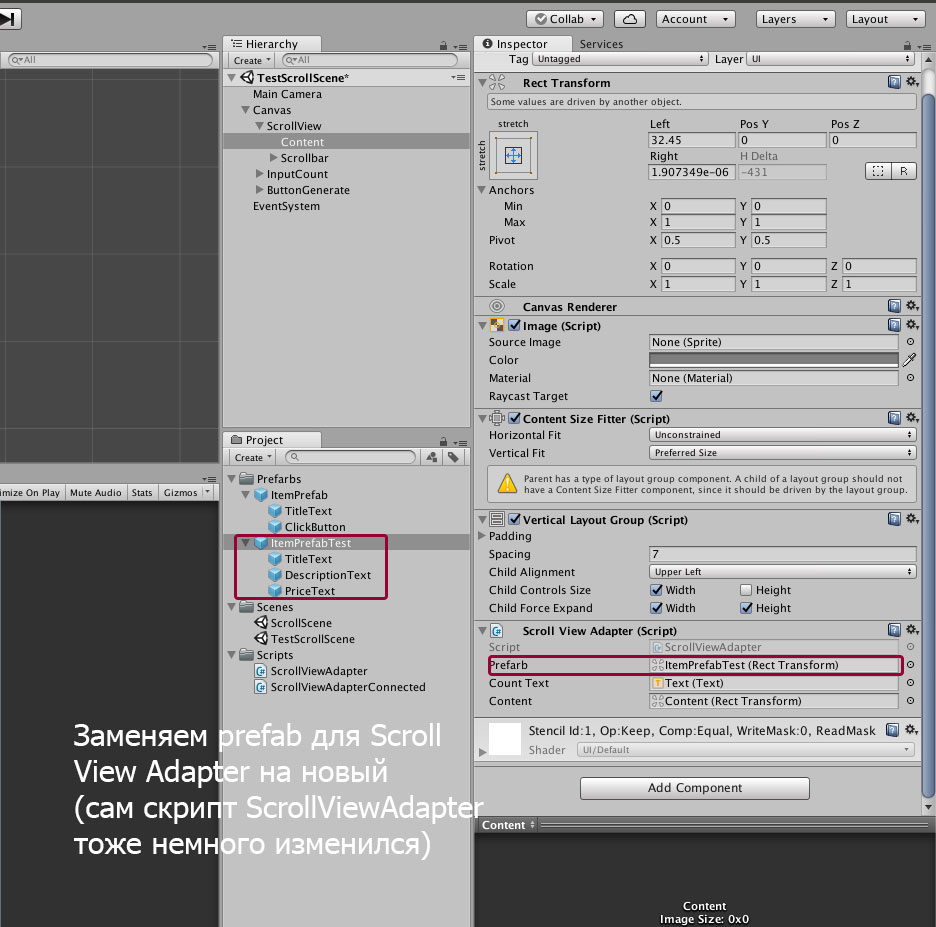 Collab
Account
Layers
Layout
All
Hierarchy
Create
All
TestScrollScene*
Main Camera
Canvas
ScrollView
Content
Scrollbar
InputCount
ButtonGenerate
EventSystem
imize On Play
Mute Audio
Stats
Gizmos
Project
Create
Prefarbs
ItemPrefab
TitleText
ClickButton
ItemPrefabTest
TitleText
DescriptionText
PriceText
Scenes
ScrollScene
TestScrollScene
Scripts
ScrollViewAdapter
ScrollViewAdapterConnected
Заменяем prefab для Scroll
View Adapter на новый
(сам скрипт ScrollViewAdapter
тоже немного изменился)
Inspector
Services
Tag Untagged Layer UI
Rect Transform
Some values are driven by another object.
stretch
stretch
Left Pos Y Pos Z
32.45 0 0
Right H Delta
1.907349e-06 -431
R
Anchors
Min X 0 Y 0
Max X 1 Y 1
Pivot X 0.5 Y 0.5
Rotation X 0 Y 0 Z 0
Scale X 1 Y 1 Z 1
Canvas Renderer
Image (Script)
Source Image None (Sprite)
Color
Material None (Material)
Raycast Target
Content Size Fitter (Script)
Horizontal Fit Unconstrained
Vertical Fit Preferred Size
Parent has a type of layout group component. A child of a layout group should not
have a Content Size Fitter component, since it should be driven by the layout group.
Vertical Layout Group (Script)
Padding
Spacing 7
Child Alignment Upper Left
Child Controls Size Width Height
Child Force Expand Width Height
Scroll View Adapter (Script)
Script ScrollViewAdapter
Prefarb ItemPrefabTest (Rect Transform)
Count Text Text (Text)
Content Content (Rect Transform)
Stencil Id:1, Op:Keep, Comp:Equal, WriteMask:0, ReadMask
Shader UI/Default
Add Component
Content
Content
Image Size: 0x0